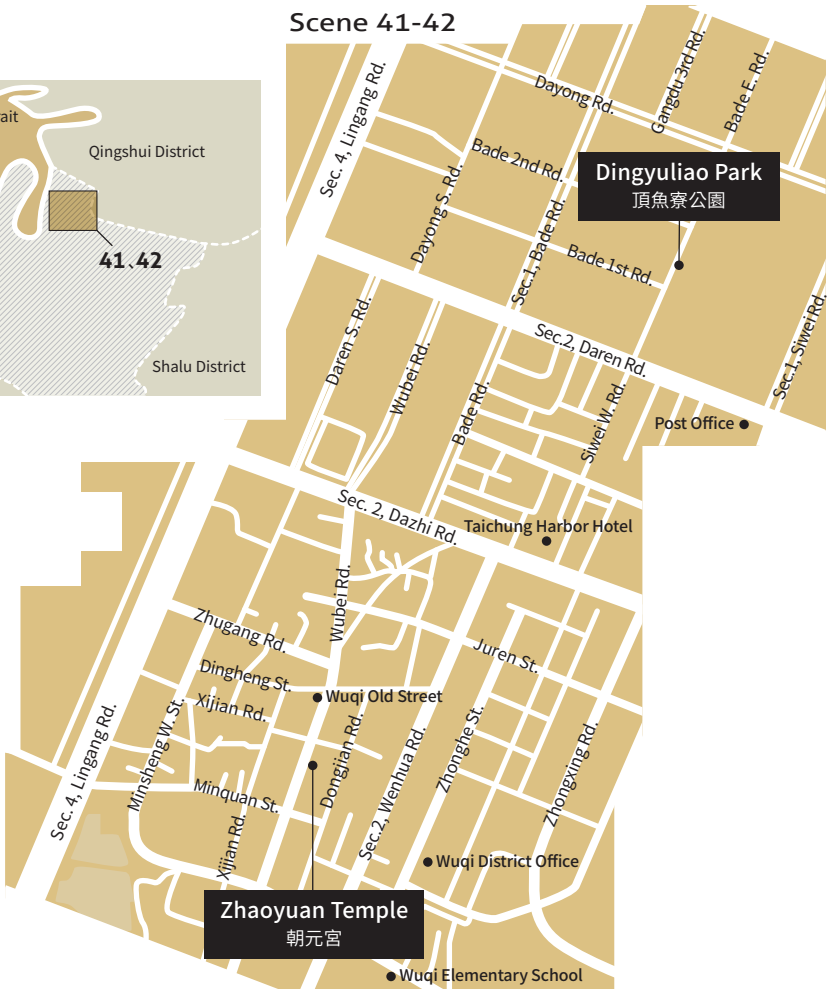 Scene 41-42
ait
Qingshui District
41、42
Shalu District
Sec. 4, Lingang Rd.
Dayong Rd.
Gangdu 3rd Rd.
Bade E. Rd.
Bade 2nd Rd.
Dingyuliao Park
頂魚寮公園
Dayong S. Rd.
Sec.1, Bade Rd.
Bade 1st Rd.
Sec.2, Daren Rd.
Sec.1, Siwei Rd.
Daren S. Rd.
Wubei Rd.
Bade Rd.
Siwei W. Rd.
Post Office
Sec. 2, Dazhi Rd.
Taichung Harbor Hotel
Wubei Rd.
Zhugang Rd.
Juren St.
Dingheng St.
Wuqi Old Street
Xijian Rd.
Minsheng W. St.
Sec. 4, Lingang Rd.
Dongjian Rd.
Sec.2, Wenhua Rd.
Zhonghe St.
Zhongxing Rd.
Minquan St.
Xijian Rd.
Wuqi District Office
Zhaoyuan Temple
朝元宮
Wuqi Elementary School